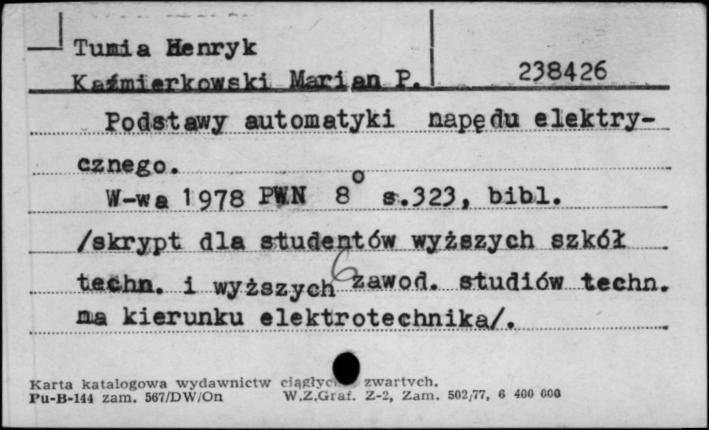 Tunia Henryk
Kaźmierkowski Marian P.
238426
Podstawy automatyki napędu elektry-
cznego.
W-wa 1978 PWN 8° s.323, bibl.
/skrypt dla studentów wyższych szkół
techn. i wyższych zawod. studiów techn.
na kierunku elektrotechnika/.
6
Karta katalogowa wydawnictw zwartych.
Pu-B-144 zam. 567/DW/On W.Z.Graf. Z-2, Zam. 502/77, 6 400 000